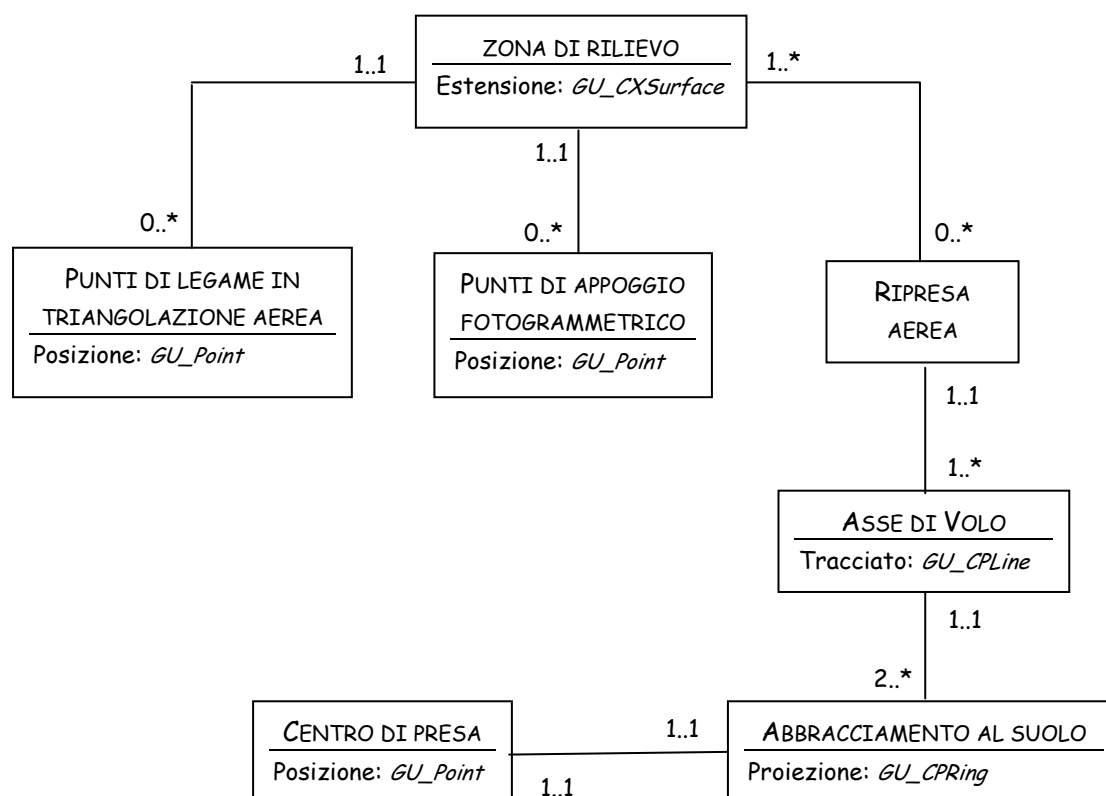 ZONA DI RILIEVO
Estensione: GU_CXSurface
1..1
1..*
1..1
0..*
0..*
0..*
PUNTI DI LEGAME IN
TRIANGOLAZIONE AEREA
Posizione: GU_Point
PUNTI DI APPOGGIO
FOTOGRAMMETRICO
Posizione: GU_Point
RIPRESA
AEREA
1..1
1..*
ASSE DI VOLO
Tracciato: GU_CPLine
1..1
2..*
CENTRO DI PRESA
Posizione: GU_Point
1..1
1..1
ABBRACCIAMENTO AL SUOLO
Proiezione: GU_CPRing